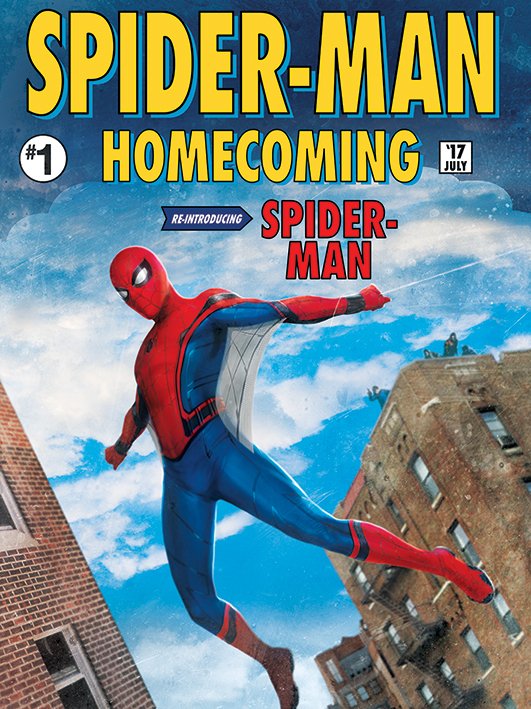 SPIDER-MAN
HOMECOMING
#1
'17
JULY
RE-INTRODUCING
SPIDER-
MAN